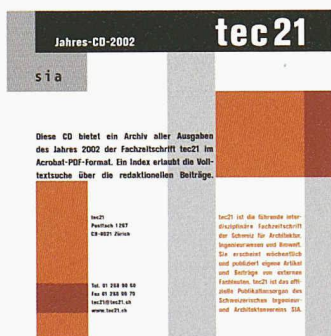 Jahres-CD-2002
tec21
sia
Diese CD bietet ein Archiv aller Ausgaben
des Jahres 2002 der Fachzeitschrift tec21 im
Acrobat-PDF-Format. Ein Index erlaubt die Voll-
textsuche über die redaktionellen Beiträge.
tec21
Postfach 1267
CH-8021 Zürich
Tel. 01 288 90 60
Fax 01 288 90 70
tec21@tec21.ch
www.tec21.ch
tec21 ist die führende inter-
disziplinäre Fachzeitschrift
der Schweiz für Architektur,
Ingenieurwesen und Umwelt.
Sie erscheint wöchentlich
und publiziert eigene Artikel
und Beiträge von externen
Fachleuten. tec21 ist das offi-
zielle Publikationsorgan des
Schweizerischen Ingenieur-
und Architektenvereins SIA.